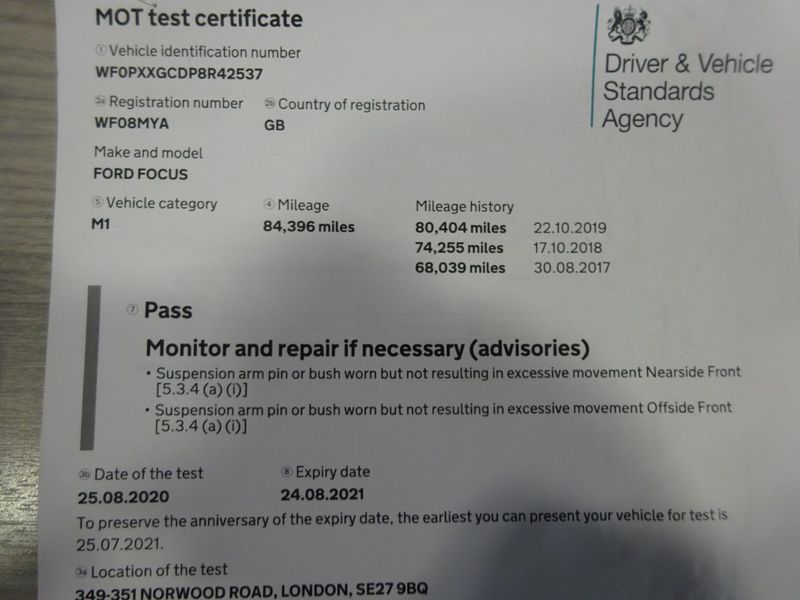 MOT test certificate
Driver & Vehicle
Standards
Agency
① Vehicle identification number
WF0PXXGCDP8R42537
2a Registration number 2b Country of registration
WF08MYA GB
Make and model
FORD FOCUS
⑤ Vehicle category ④ Mileage Mileage history
M1 84,396 miles 80,404 miles 22.10.2019
74,255 miles 17.10.2018
68,039 miles 30.08.2017
⑦ Pass
Monitor and repair if necessary (advisories)
• Suspension arm pin or bush worn but not resulting in excessive movement Nearside Front
[5.3.4 (a) (i)]
• Suspension arm pin or bush worn but not resulting in excessive movement Offside Front
[5.3.4 (a) (i)]
3b Date of the test ⑧ Expiry date
25.08.2020 24.08.2021
To preserve the anniversary of the expiry date, the earliest you can present your vehicle for test is
25.07.2021.
3a Location of the test
349-351 NORWOOD ROAD, LONDON, SE27 9BQ